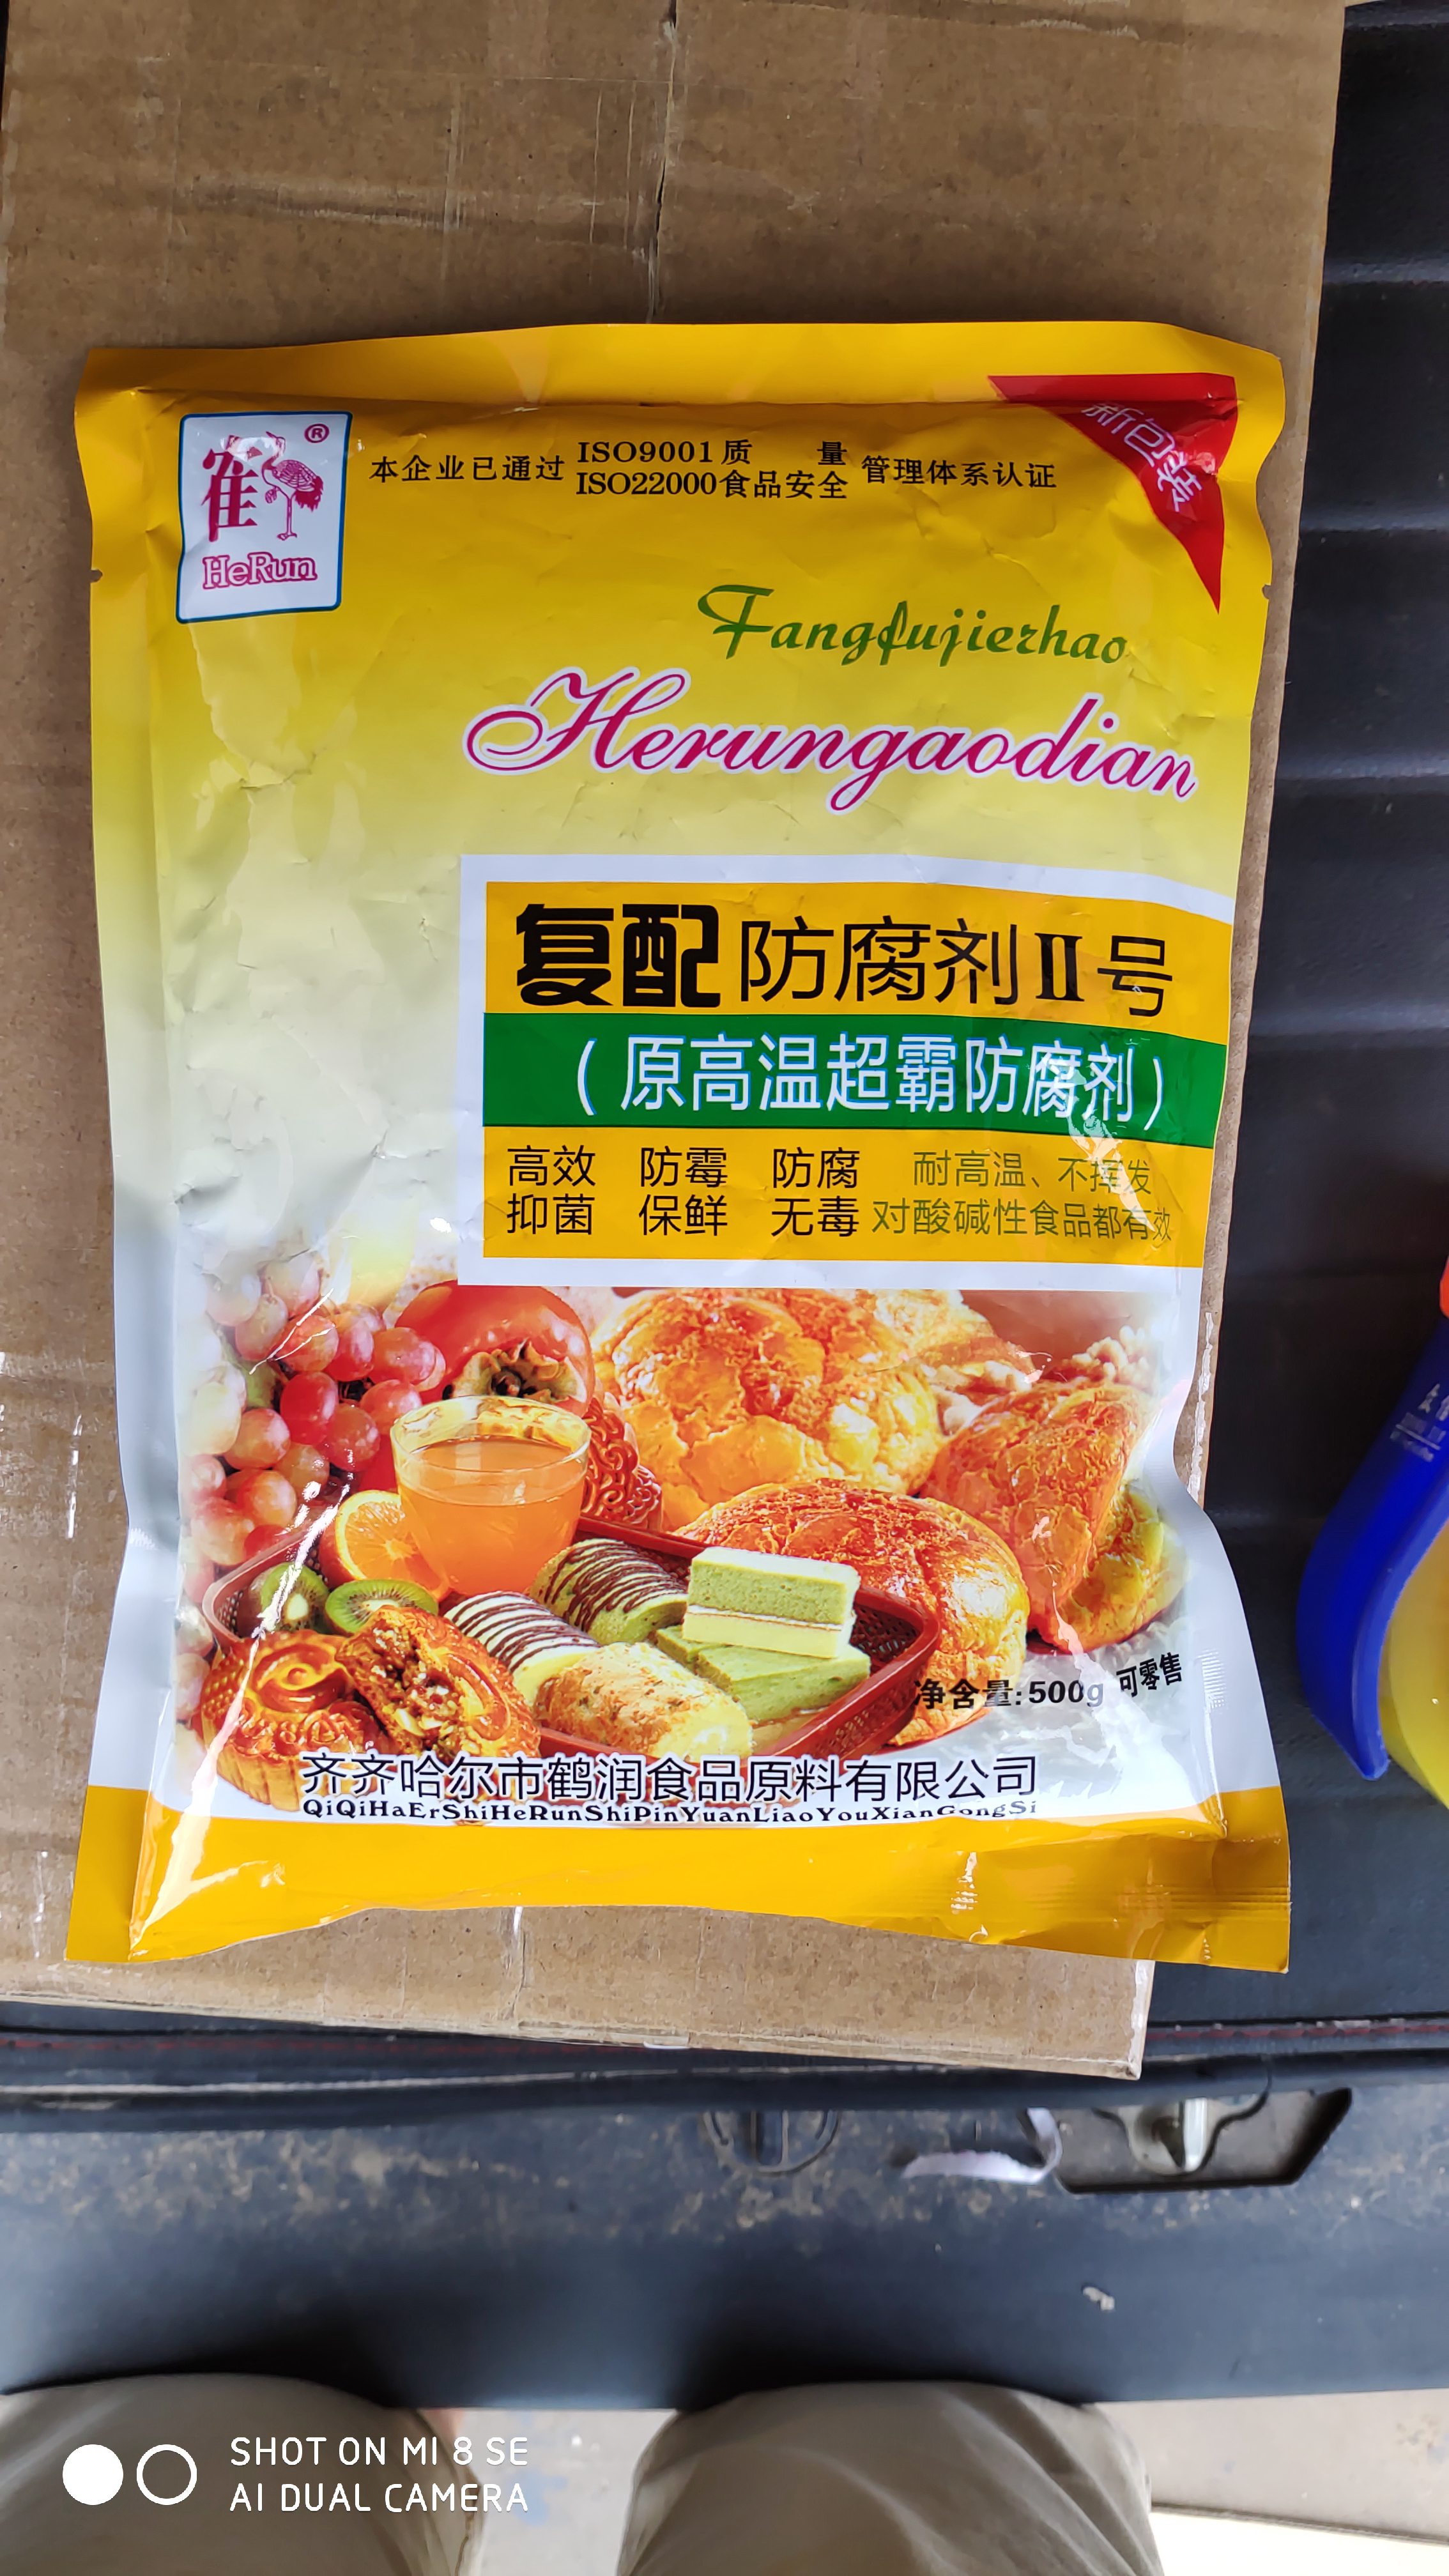 新包装
鹤
®
HeRun
本企业已通过 ISO9001质 量 管理体系认证
ISO22000食品安全
Fangfujierhao
Herungaodian
复配防腐剂Ⅱ号
(原高温超霸防腐剂)
高效 防霉 防腐 耐高温、不挥发
抑菌 保鲜 无毒 对酸碱性食品都有效
净含量:500g 可零售
齐齐哈尔市鹤润食品原料有限公司
QiQiHaErShiHeRunShiPinYuanLiaoYouXianGongSi
SHOT ON MI 8 SE
AI DUAL CAMERA